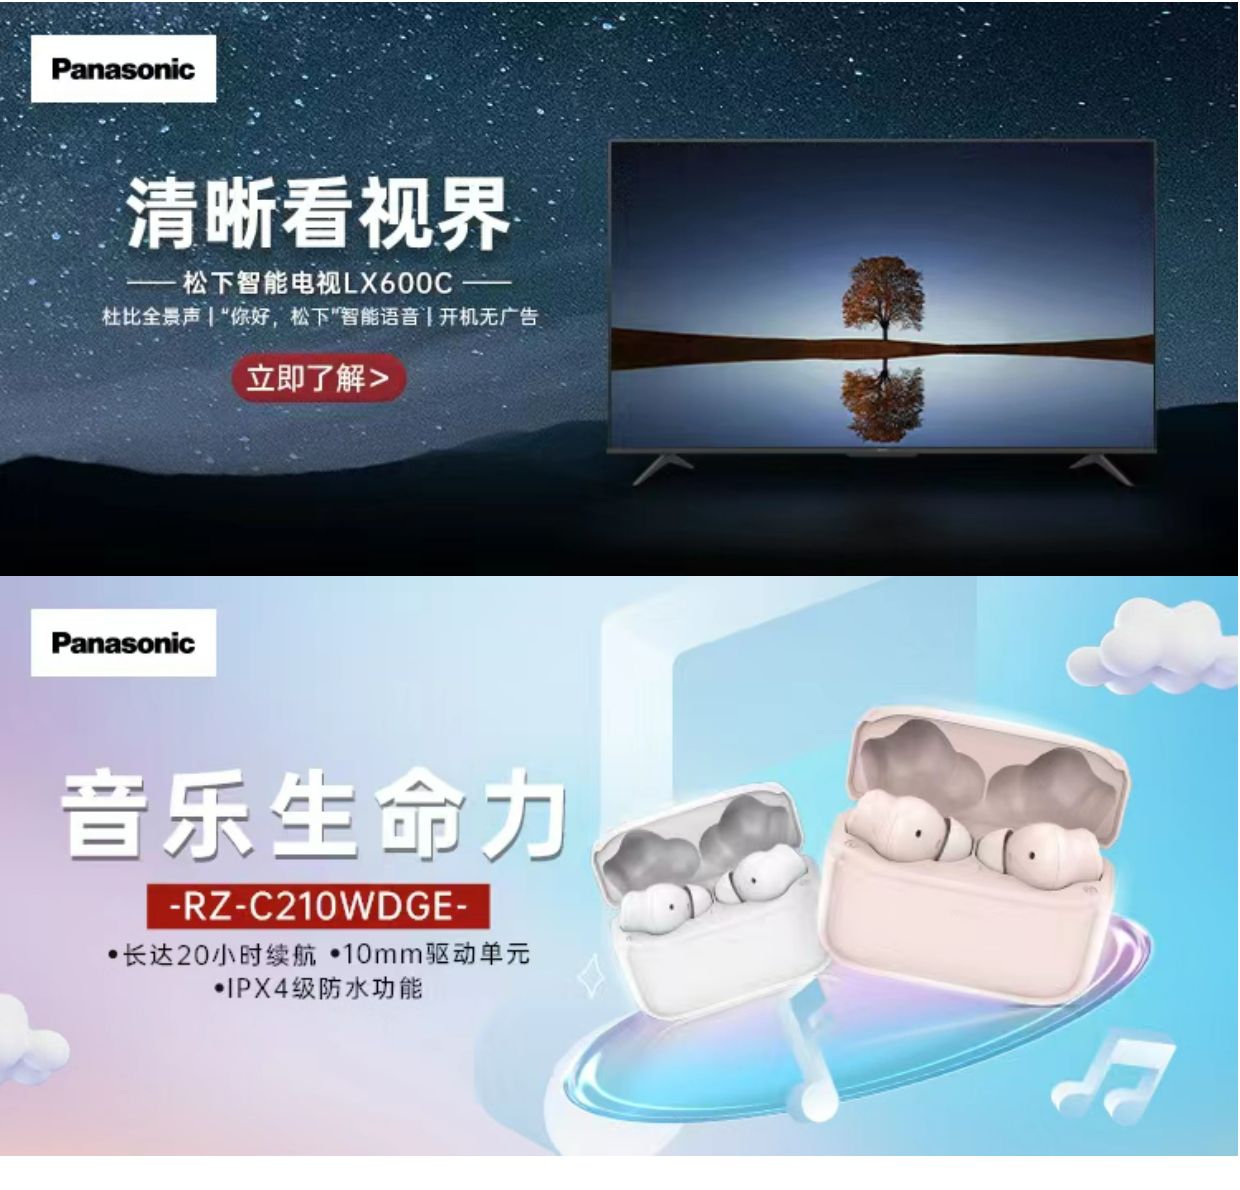 Panasonic
清晰看视界
松下智能电视LX600C
杜比全景声|“你好，松下”智能语音|开机无广告
立即了解>
Panasonic
音乐生命力
-RZ-C210WDGE-
•长达20小时续航 •10mm驱动单元
•IPX4级防水功能